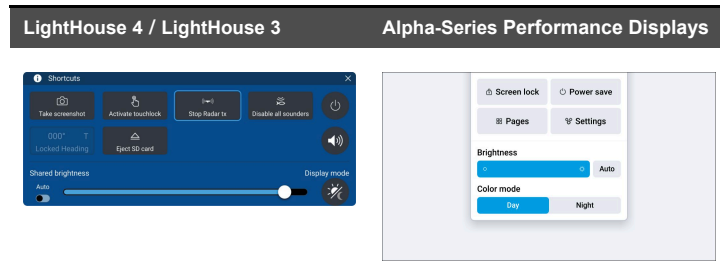 LightHouse 4 / LightHouse 3
Alpha-Series Performance Displays
Shortcuts
Take screenshot
Activate touchlock
Stop Radar tx
Disable all sounders
000° T
Locked Heading
Eject SD card
Shared brightness
Display mode
Auto
Screen lock
Power save
Pages
Settings
Brightness
Auto
Color mode
Day
Night